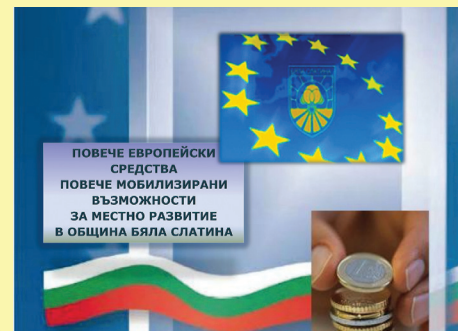 ПОВЕЧЕ ЕВРОПЕЙСКИ
СРЕДСТВА
ПОВЕЧЕ МОБИЛИЗИРАНИ
ВЪЗМОЖНОСТИ
ЗА МЕСТНО РАЗВИТИЕ
В ОБЩИНА БЯЛА СЛАТИНА